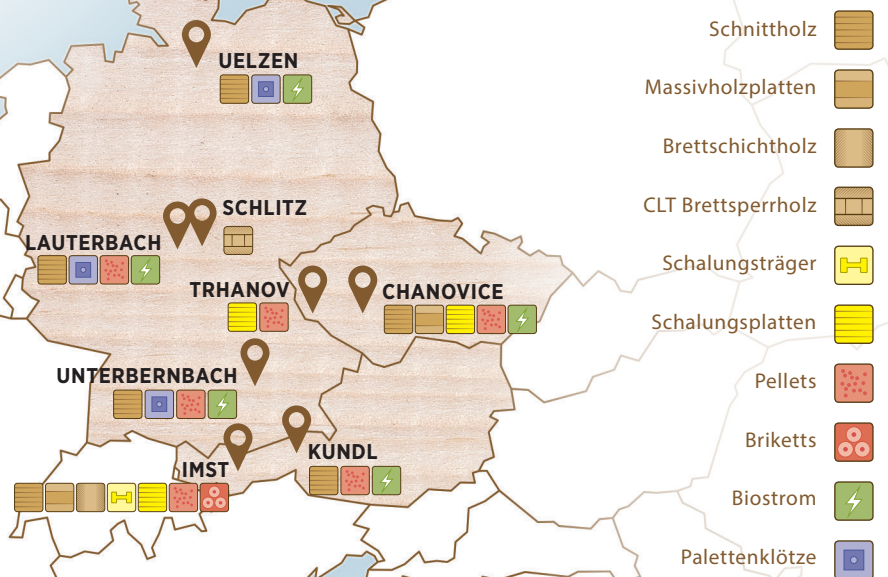 UELZEN
SCHLITZ
LAUTERBACH
TRHANOV
CHANOVICE
UNTERBERNBACH
KUNDL
IMST
Schnittholz
Massivholzplatten
Brettschichtholz
CLT Brettsperrholz
Schalungsträger
Schalungsplatten
Pellets
Briketts
Biostrom
Palettenklötze